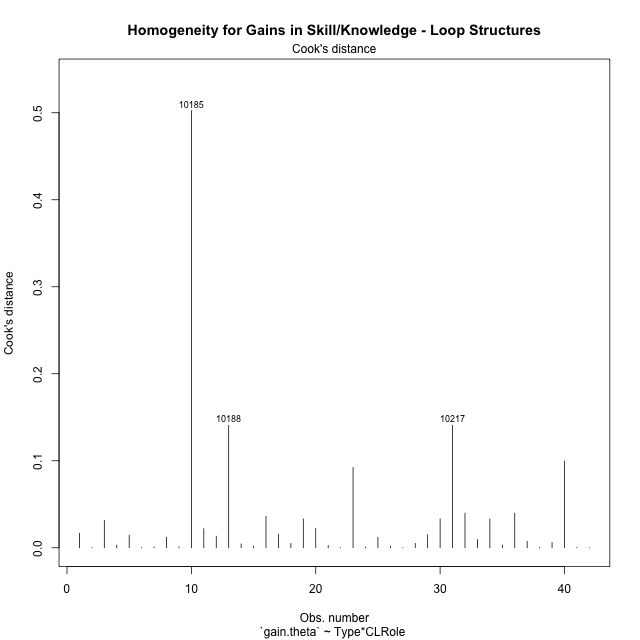 Homogeneity for Gains in Skill/Knowledge - Loop Structures
Cook's distance
Cook's distance
0.5
0.4
0.3
0.2
0.1
0.0
10185
10188
10217
0
10
20
30
40
Obs. number
`gain.theta` ~ Type*CLRole